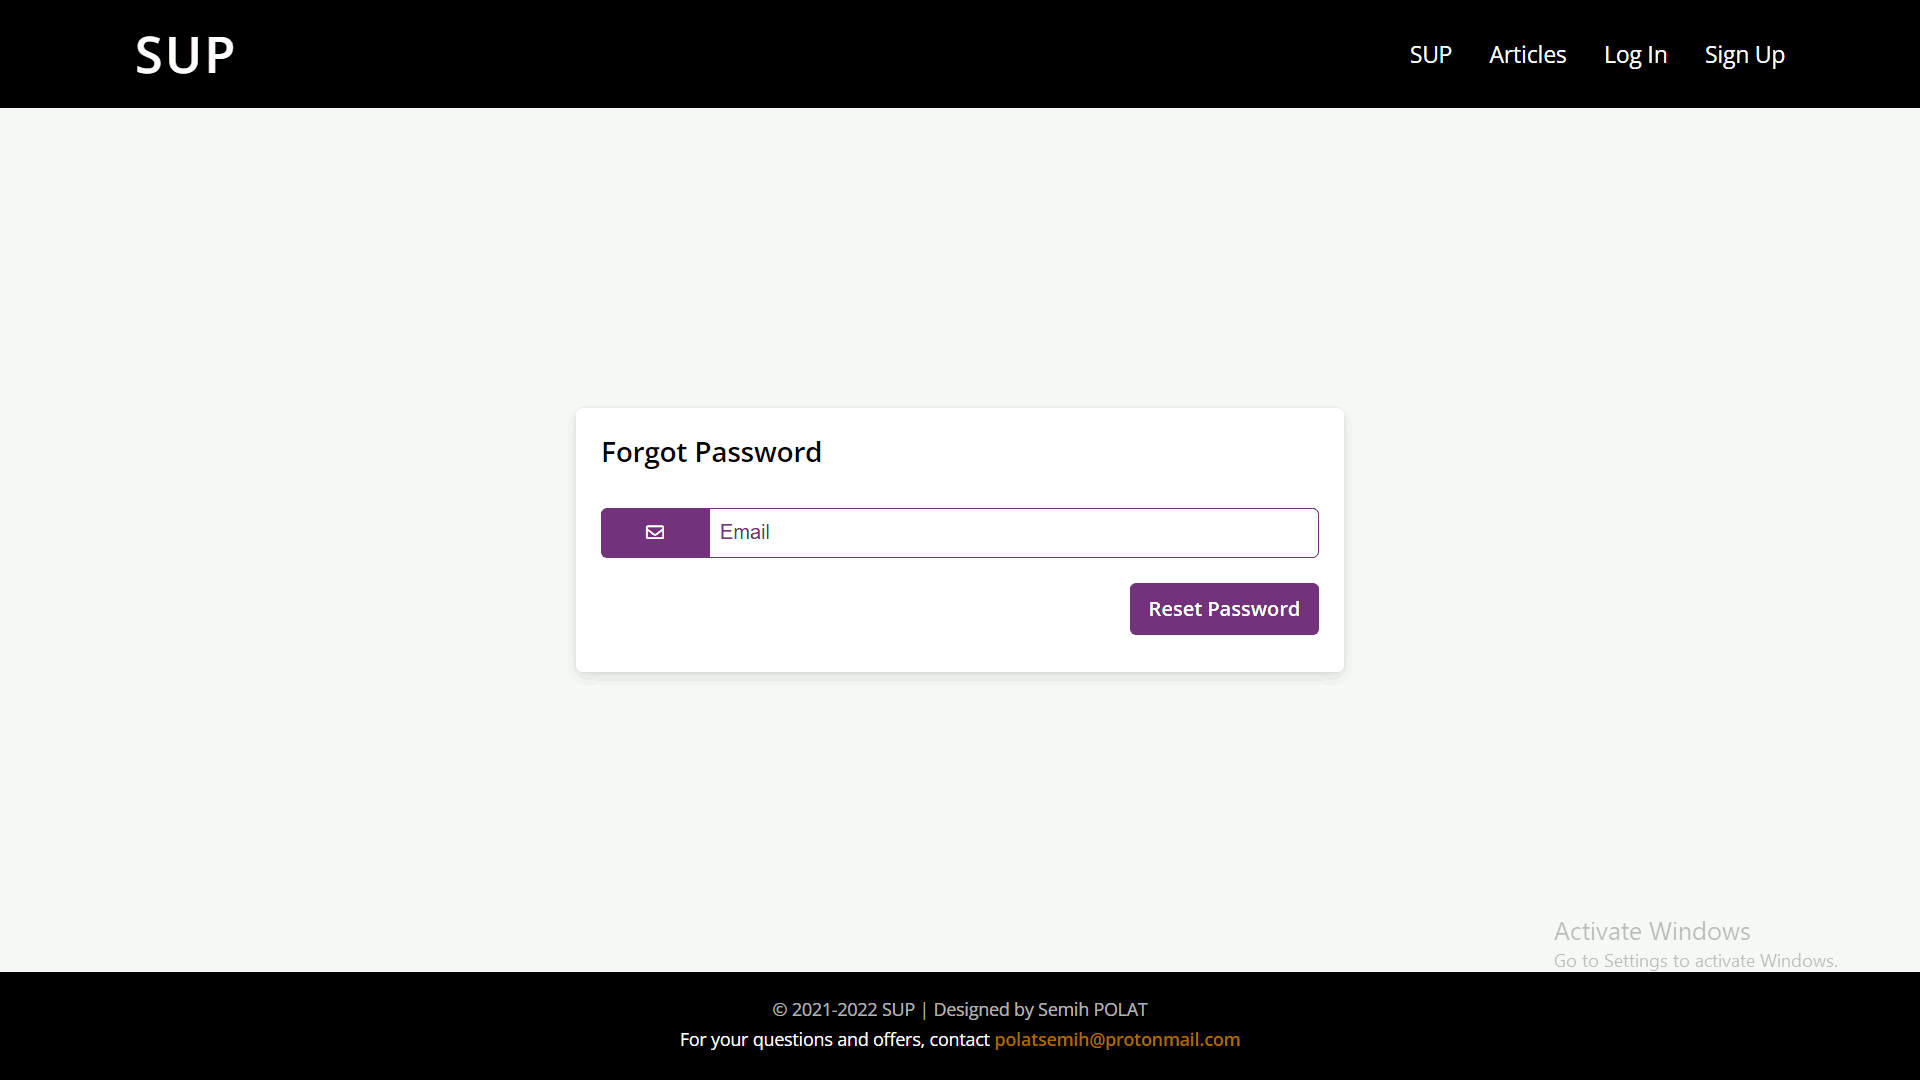 SUP
SUP Articles Log In Sign Up
Forgot Password
Email
Reset Password
Activate Windows
Go to Settings to activate Windows.
© 2021-2022 SUP | Designed by Semih POLAT
For your questions and offers, contact polatsemih@protonmail.com